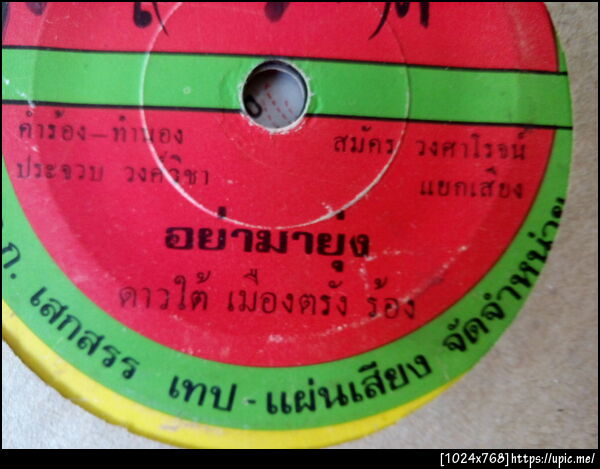 คำร้อง - ทำนอง
ประจวบ วงศ์วิชา
สมัคร วงศาโรจน์
แยกเสียง
อย่ามายุ่ง
ดาวใต้ เมืองตรัง ร้อง
ก. เสกสรร เทป - แผ่นเสียง จัดจำหน่าย
[1024x768]https://upic.me/